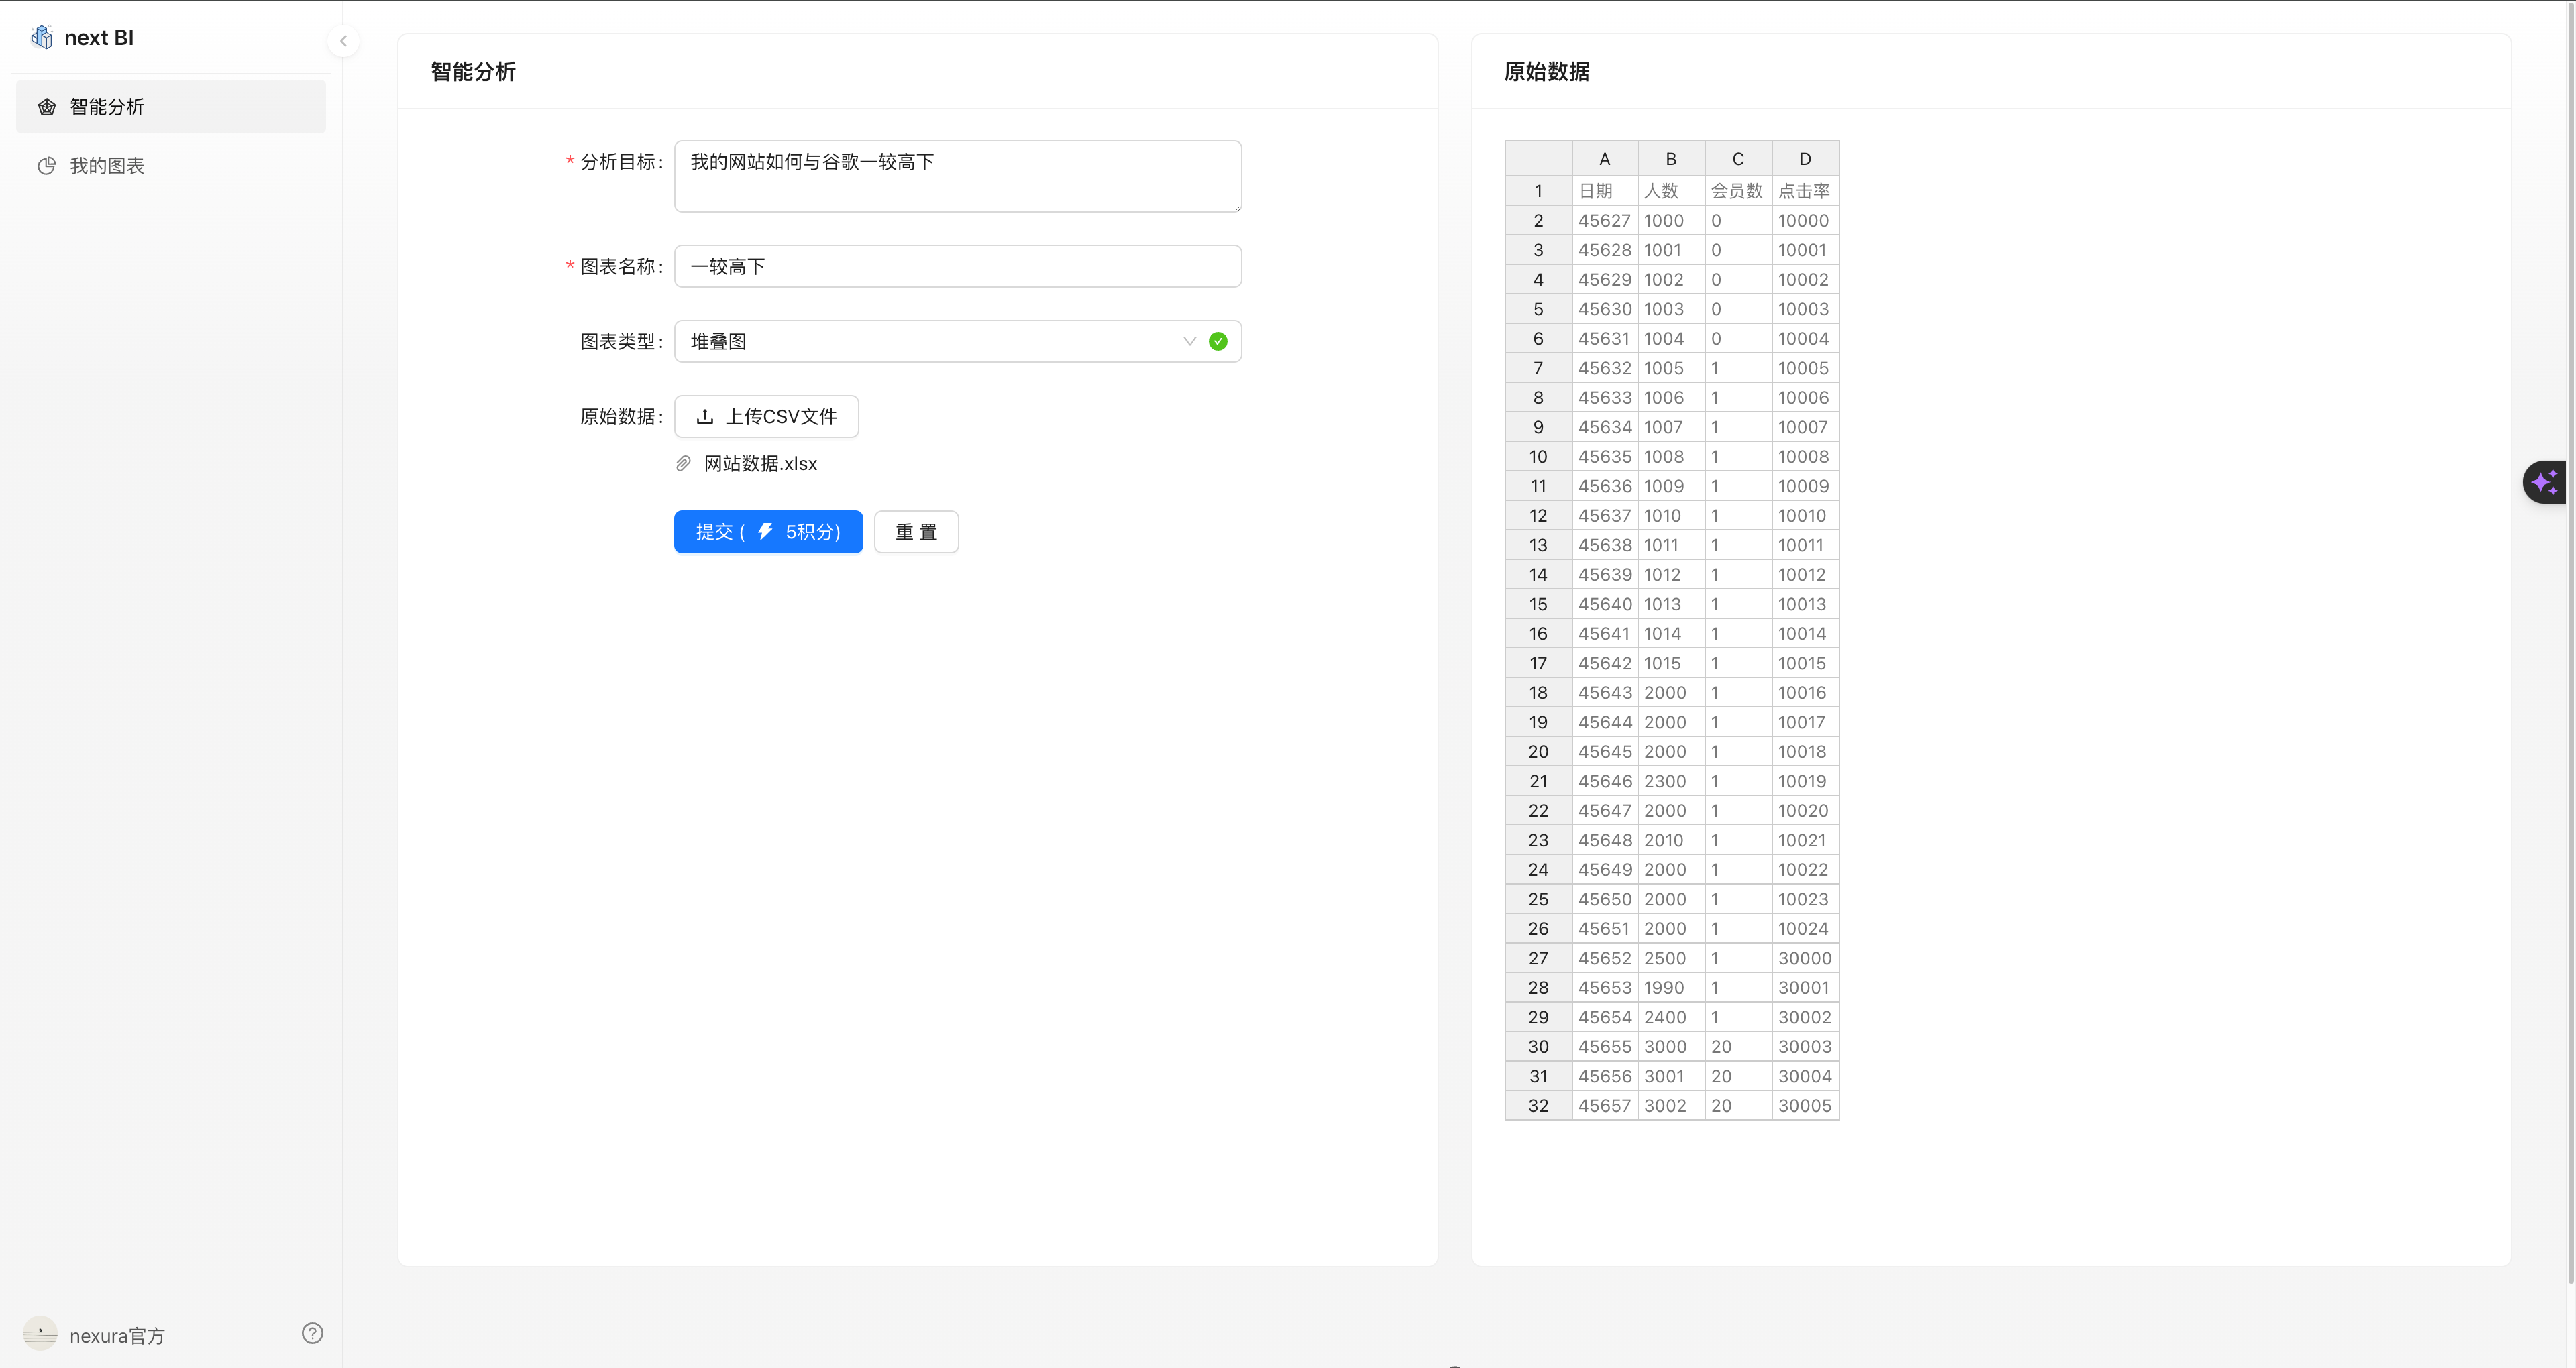 next BI
智能分析
我的图表
nexura官方
智能分析
* 分析目标: 我的网站如何与谷歌一较高下
* 图表名称: 一较高下
图表类型: 堆叠图
原始数据: 上传CSV文件
网站数据.xlsx
提交 ( 5积分) 重 置
原始数据
A B C D
1 日期 人数 会员数 点击率
2 45627 1000 0 10000
3 45628 1001 0 10001
4 45629 1002 0 10002
5 45630 1003 0 10003
6 45631 1004 0 10004
7 45632 1005 1 10005
8 45633 1006 1 10006
9 45634 1007 1 10007
10 45635 1008 1 10008
11 45636 1009 1 10009
12 45637 1010 1 10010
13 45638 1011 1 10011
14 45639 1012 1 10012
15 45640 1013 1 10013
16 45641 1014 1 10014
17 45642 1015 1 10015
18 45643 2000 1 10016
19 45644 2000 1 10017
20 45645 2000 1 10018
21 45646 2300 1 10019
22 45647 2000 1 10020
23 45648 2010 1 10021
24 45649 2000 1 10022
25 45650 2000 1 10023
26 45651 2000 1 10024
27 45652 2500 1 30000
28 45653 1990 1 30001
29 45654 2400 1 30002
30 45655 3000 20 30003
31 45656 3001 20 30004
32 45657 3002 20 30005